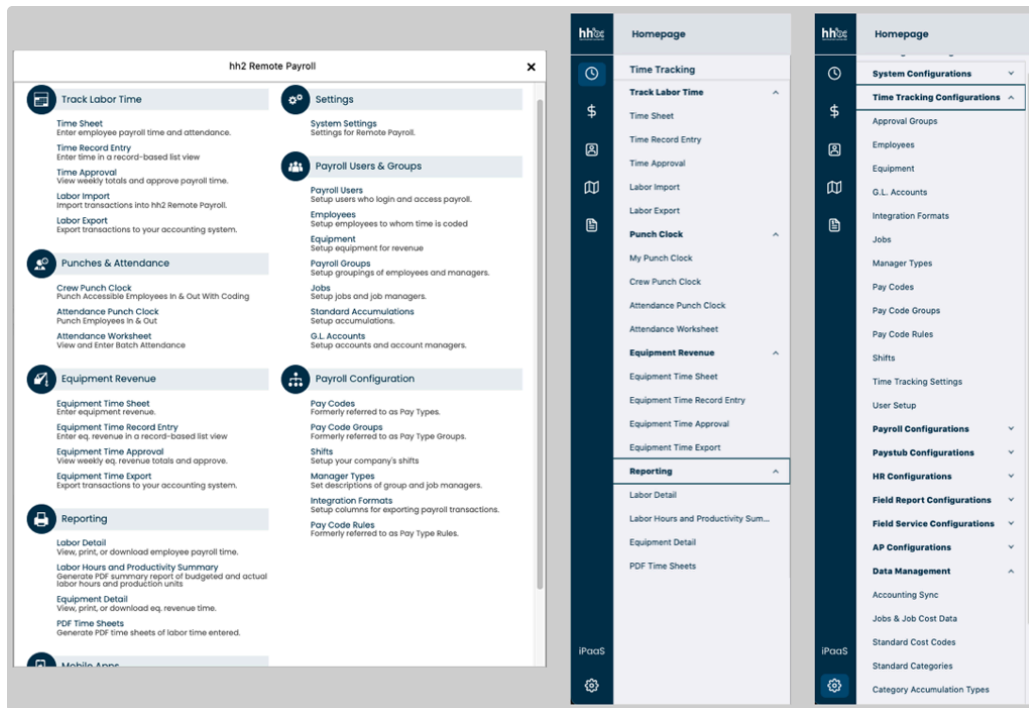 hh2 Remote Payroll
Track Labor Time
Time Sheet
Enter employee payroll time and attendance.
Time Record Entry
Enter time in a record-based list view
Time Approval
View weekly totals and approve payroll time.
Labor Import
Import transactions into hh2 Remote Payroll.
Labor Export
Export transactions to your accounting system.
Punches & Attendance
Crew Punch Clock
Punch Accessible Employees In & Out With Coding
Attendance Punch Clock
Punch Employees In & Out
Attendance Worksheet
View and Enter Batch Attendance
Equipment Revenue
Equipment Time Sheet
Enter equipment revenue.
Equipment Time Record Entry
Enter eq. revenue in a record-based list view
Equipment Time Approval
View weekly eq. revenue totals and approve.
Equipment Time Export
Export transactions to your accounting system.
Reporting
Labor Detail
View, print, or download employee payroll time.
Labor Hours and Productivity Summary
Generate PDF summary report of budgeted and actual
labor hours and production units
Equipment Detail
View, print, or download eq. revenue time.
PDF Time Sheets
Generate PDF time sheets of labor time entered.
Mobile Apps
Settings
System Settings
Settings for Remote Payroll.
Payroll Users & Groups
Payroll Users
Setup users who login and access payroll.
Employees
Setup employees to whom time is coded
Equipment
Setup equipment for revenue
Payroll Groups
Setup groupings of employees and managers.
Jobs
Setup jobs and job managers.
Standard Accumulations
Setup accumulations.
G.L. Accounts
Setup accounts and account managers.
Payroll Configuration
Pay Codes
Formerly referred to as Pay Types.
Pay Code Groups
Formerly referred to as Pay Type Groups.
Shifts
Setup your company's shifts
Manager Types
Set descriptions of group and job managers.
Integration Formats
Setup columns for exporting payroll transactions.
Pay Code Rules
Formerly referred to as Pay Type Rules.
hh2
Homepage
Time Tracking
Track Labor Time
Time Sheet
Time Record Entry
Time Approval
Labor Import
Labor Export
Punch Clock
My Punch Clock
Crew Punch Clock
Attendance Punch Clock
Attendance Worksheet
Equipment Revenue
Equipment Time Sheet
Equipment Time Record Entry
Equipment Time Approval
Equipment Time Export
Reporting
Labor Detail
Labor Hours and Productivity Sum...
Equipment Detail
PDF Time Sheets
iPaaS
hh2
Homepage
System Configurations
Time Tracking Configurations
Approval Groups
Employees
Equipment
G.L. Accounts
Integration Formats
Jobs
Manager Types
Pay Codes
Pay Code Groups
Pay Code Rules
Shifts
Time Tracking Settings
User Setup
Payroll Configurations
Paystub Configurations
HR Configurations
Field Report Configurations
Field Service Configurations
AP Configurations
Data Management
Accounting Sync
Jobs & Job Cost Data
Standard Cost Codes
Standard Categories
Category Accumulation Types
iPaaS